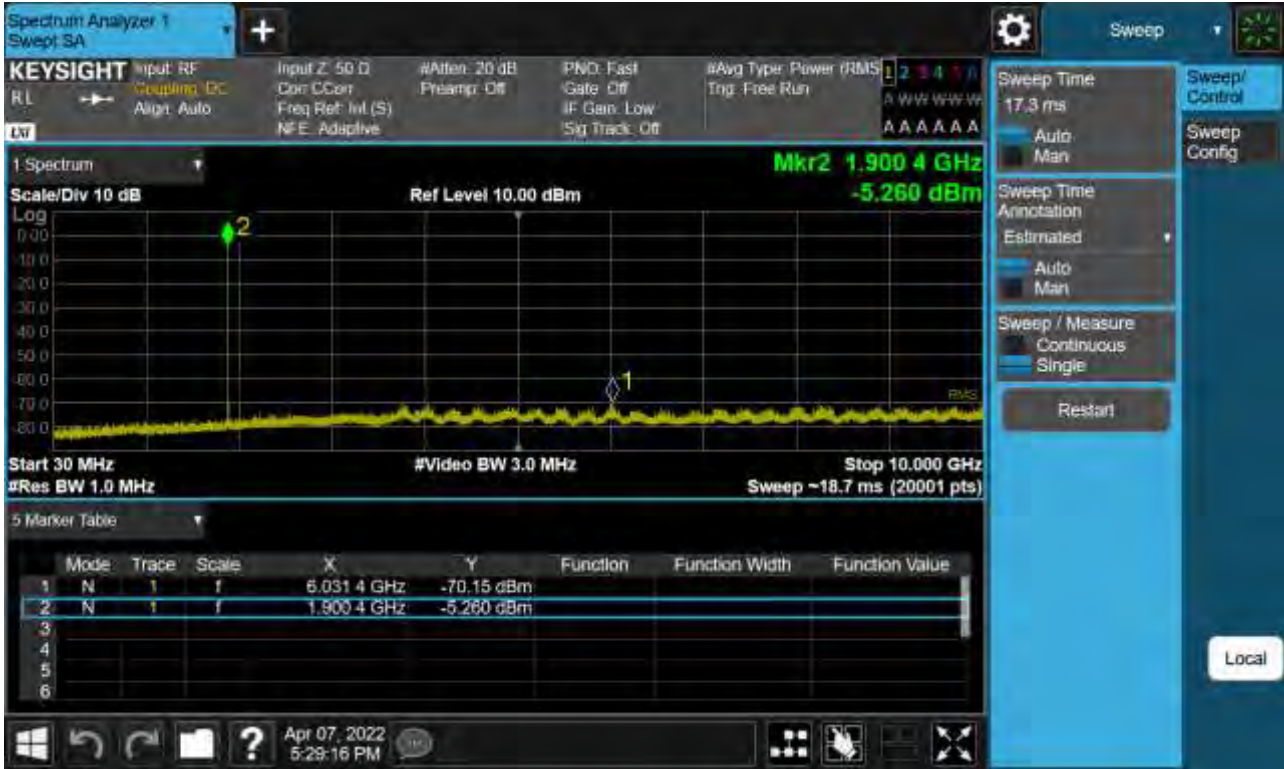 Spectrum Analyzer 1
Swept SA
Sweep
KEYSIGHT
RL
LXI
Input: RF
Coupling: DC
Align: Auto
Input Z: 50 Ω
Corr CCorr
Freq Ref: Int (S)
NFE: Adaptive
#Atten: 20 dB
Preamp: Off
PNO: Fast
Gate: Off
IF Gain: Low
Sig Track: Off
#Avg Type: Power (RMS
Trig: Free Run
1 2 3 4 5 6
A W W W W W
A A A A A A
1 Spectrum
Mkr2 1.900 4 GHz
-5.260 dBm
Scale/Div 10 dB
Ref Level 10.00 dBm
Log
0.00
-10.0
-20.0
-30.0
-40.0
-50.0
-60.0
-70.0
-80.0
2
1
RMS
Start 30 MHz
#Video BW 3.0 MHz
Stop 10.000 GHz
#Res BW 1.0 MHz
Sweep ~18.7 ms (20001 pts)
5 Marker Table
Mode Trace Scale X Y Function Function Width Function Value
1 N 1 f 6.031 4 GHz -70.15 dBm
2 N 1 f 1.900 4 GHz -5.260 dBm
3
4
5
6
Sweep Time
17.3 ms
Auto
Man
Sweep Time
Annotation
Estimated
Auto
Man
Sweep / Measure
Continuous
Single
Restart
Sweep/
Control
Sweep
Config
Local
?
Apr 07, 2022
5:29:16 PM